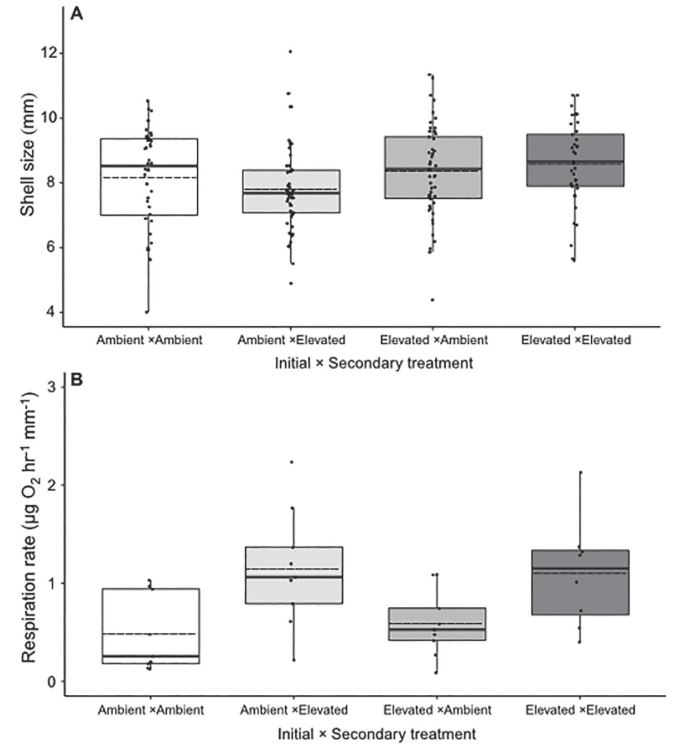 A
12
10
8
6
4
Shell size (mm)
Ambient ×Ambient Ambient ×Elevated Elevated ×Ambient Elevated ×Elevated
Initial × Secondary treatment
B
3
2
1
0
Respiration rate (µg O₂ hr⁻¹ mm⁻¹)
Ambient ×Ambient Ambient ×Elevated Elevated ×Ambient Elevated ×Elevated
Initial × Secondary treatment